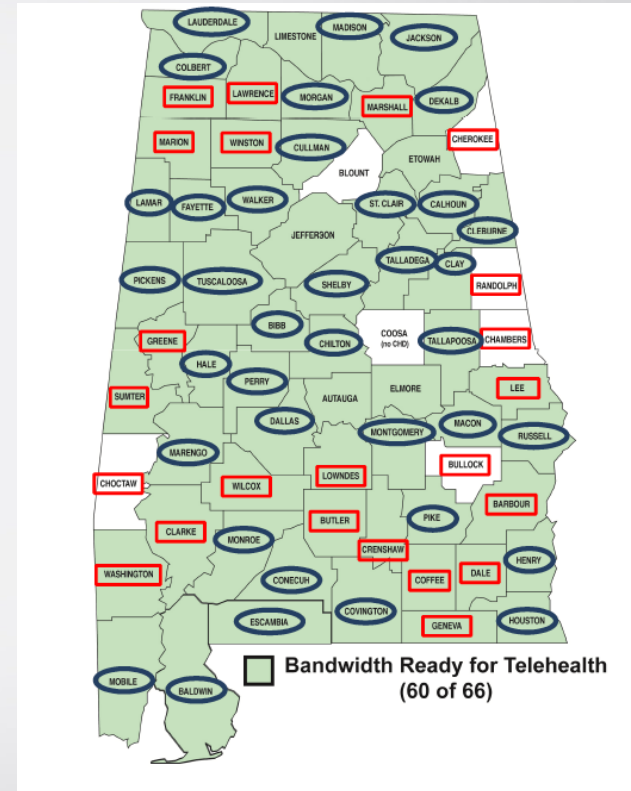 LAUDERDALE
LIMESTONE
MADISON
JACKSON
COLBERT
FRANKLIN
LAWRENCE
MORGAN
MARSHALL
DEKALB
MARION
WINSTON
CULLMAN
CHEROKEE
BLOUNT
ETOWAH
LAMAR
FAYETTE
WALKER
ST. CLAIR
CALHOUN
CLEBURNE
JEFFERSON
PICKENS
TUSCALOOSA
SHELBY
TALLADEGA
CLAY
RANDOLPH
GREENE
BIBB
CHILTON
COOSA
(no CHD)
TALLAPOOSA
CHAMBERS
HALE
PERRY
SUMTER
AUTAUGA
ELMORE
LEE
DALLAS
MONTGOMERY
MACON
RUSSELL
MARENGO
BULLOCK
CHOCTAW
WILCOX
LOWNDES
BARBOUR
CLARKE
MONROE
BUTLER
PIKE
CRENSHAW
WASHINGTON
CONECUH
COFFEE
DALE
HENRY
ESCAMBIA
COVINGTON
GENEVA
HOUSTON
MOBILE
BALDWIN
Bandwidth Ready for Telehealth
(60 of 66)